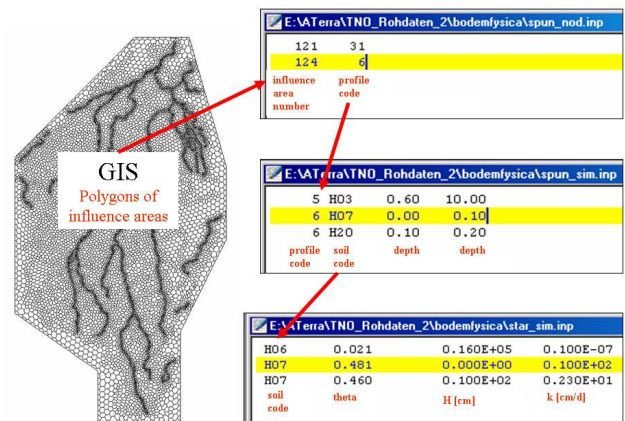 E:\ATerra\TNO_Rohdaten_2\bodemfysica\spun_nod.inp
121 31
124 6
influence area number
profile code
GIS
Polygons of
influence areas
E:\ATerra\TNO_Rohdaten_2\bodemfysica\spun_sim.inp
5 H03 0.60 10.00
6 H07 0.00 0.10
6 H20 0.10 0.20
profile code
soil code
depth
depth
E:\ATerra\TNO_Rohdaten_2\bodemfysica\star_sim.inp
H06 0.021 0.160E+05 0.100E-07
H07 0.481 0.000E+00 0.100E+02
H07 0.460 0.100E+02 0.230E+01
soil code
theta
H [cm]
k [cm/d]